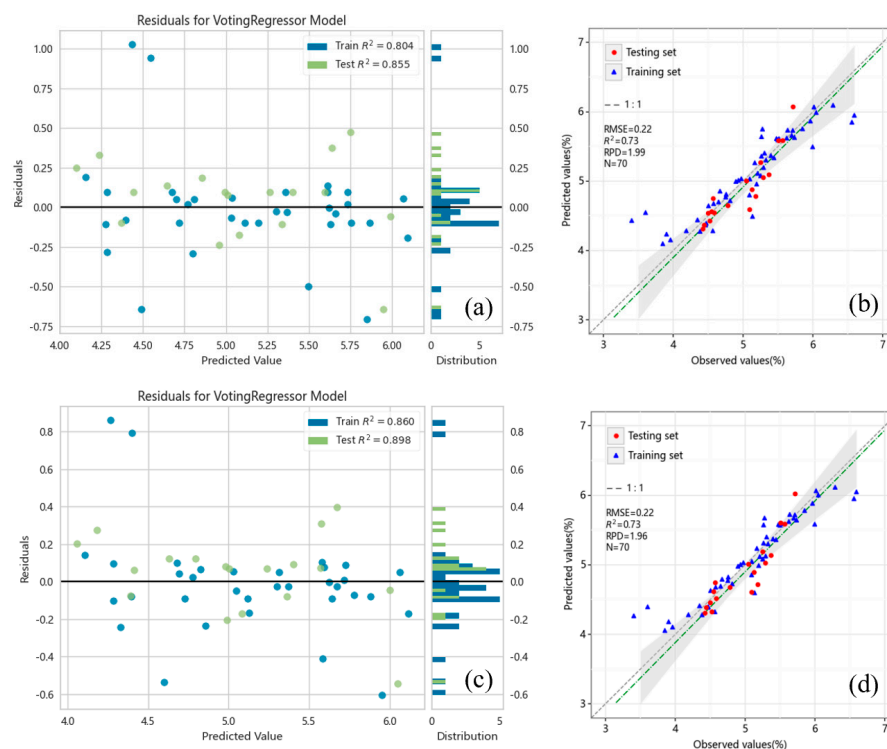 Residuals for VotingRegressor Model
Train R² = 0.804
Test R² = 0.855
1.00
0.75
0.50
0.25
0.00
-0.25
-0.50
-0.75
Residuals
4.00 4.25 4.50 4.75 5.00 5.25 5.50 5.75 6.00
Predicted Value
1.00
0.75
0.50
0.25
0.00
-0.25
-0.50
-0.75
0 5
Distribution
(a)
7
6
5
4
3
Predicted values(%)
Testing set
Training set
1 : 1
RMSE=0.22
R²=0.73
RPD=1.99
N=70
3 4 5 6 7
Observed values(%)
(b)
Residuals for VotingRegressor Model
Train R² = 0.860
Test R² = 0.898
0.8
0.6
0.4
0.2
0.0
-0.2
-0.4
-0.6
Residuals
4.0 4.5 5.0 5.5 6.0
Predicted Value
0.8
0.6
0.4
0.2
0.0
-0.2
-0.4
-0.6
0 5
Distribution
(c)
7
6
5
4
3
Predicted values(%)
Testing set
Training set
1 : 1
RMSE=0.22
R²=0.73
RPD=1.96
N=70
3 4 5 6 7
Observed values(%)
(d)